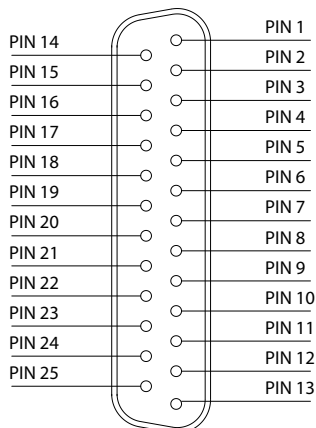 PIN 1
PIN 14
PIN 2
PIN 15
PIN 3
PIN 16
PIN 4
PIN 17
PIN 5
PIN 18
PIN 6
PIN 19
PIN 7
PIN 20
PIN 8
PIN 21
PIN 9
PIN 22
PIN 10
PIN 23
PIN 11
PIN 24
PIN 12
PIN 25
PIN 13